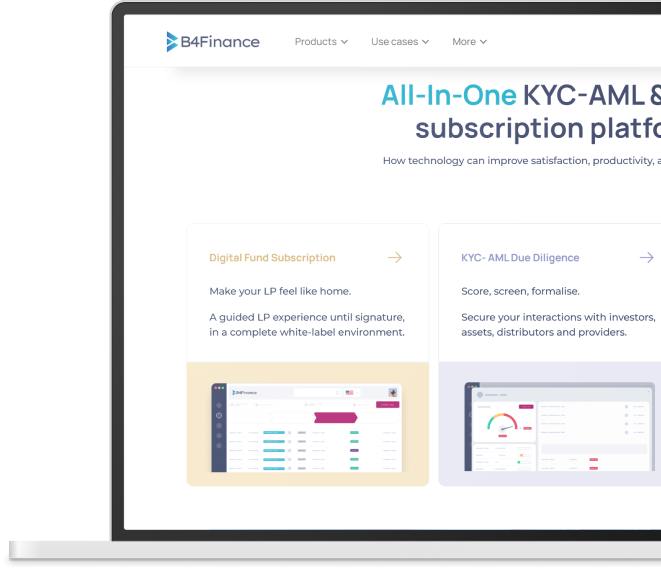 B4Finance
Products
Use cases
More
All-In-One KYC-AML &
subscription platfo
How technology can improve satisfaction, productivity, a
Digital Fund Subscription
Make your LP feel like home.
A guided LP experience until signature,
in a complete white-label environment.
KYC- AML Due Diligence
Score, screen, formalise.
Secure your interactions with investors,
assets, distributors and providers.
B4Finance